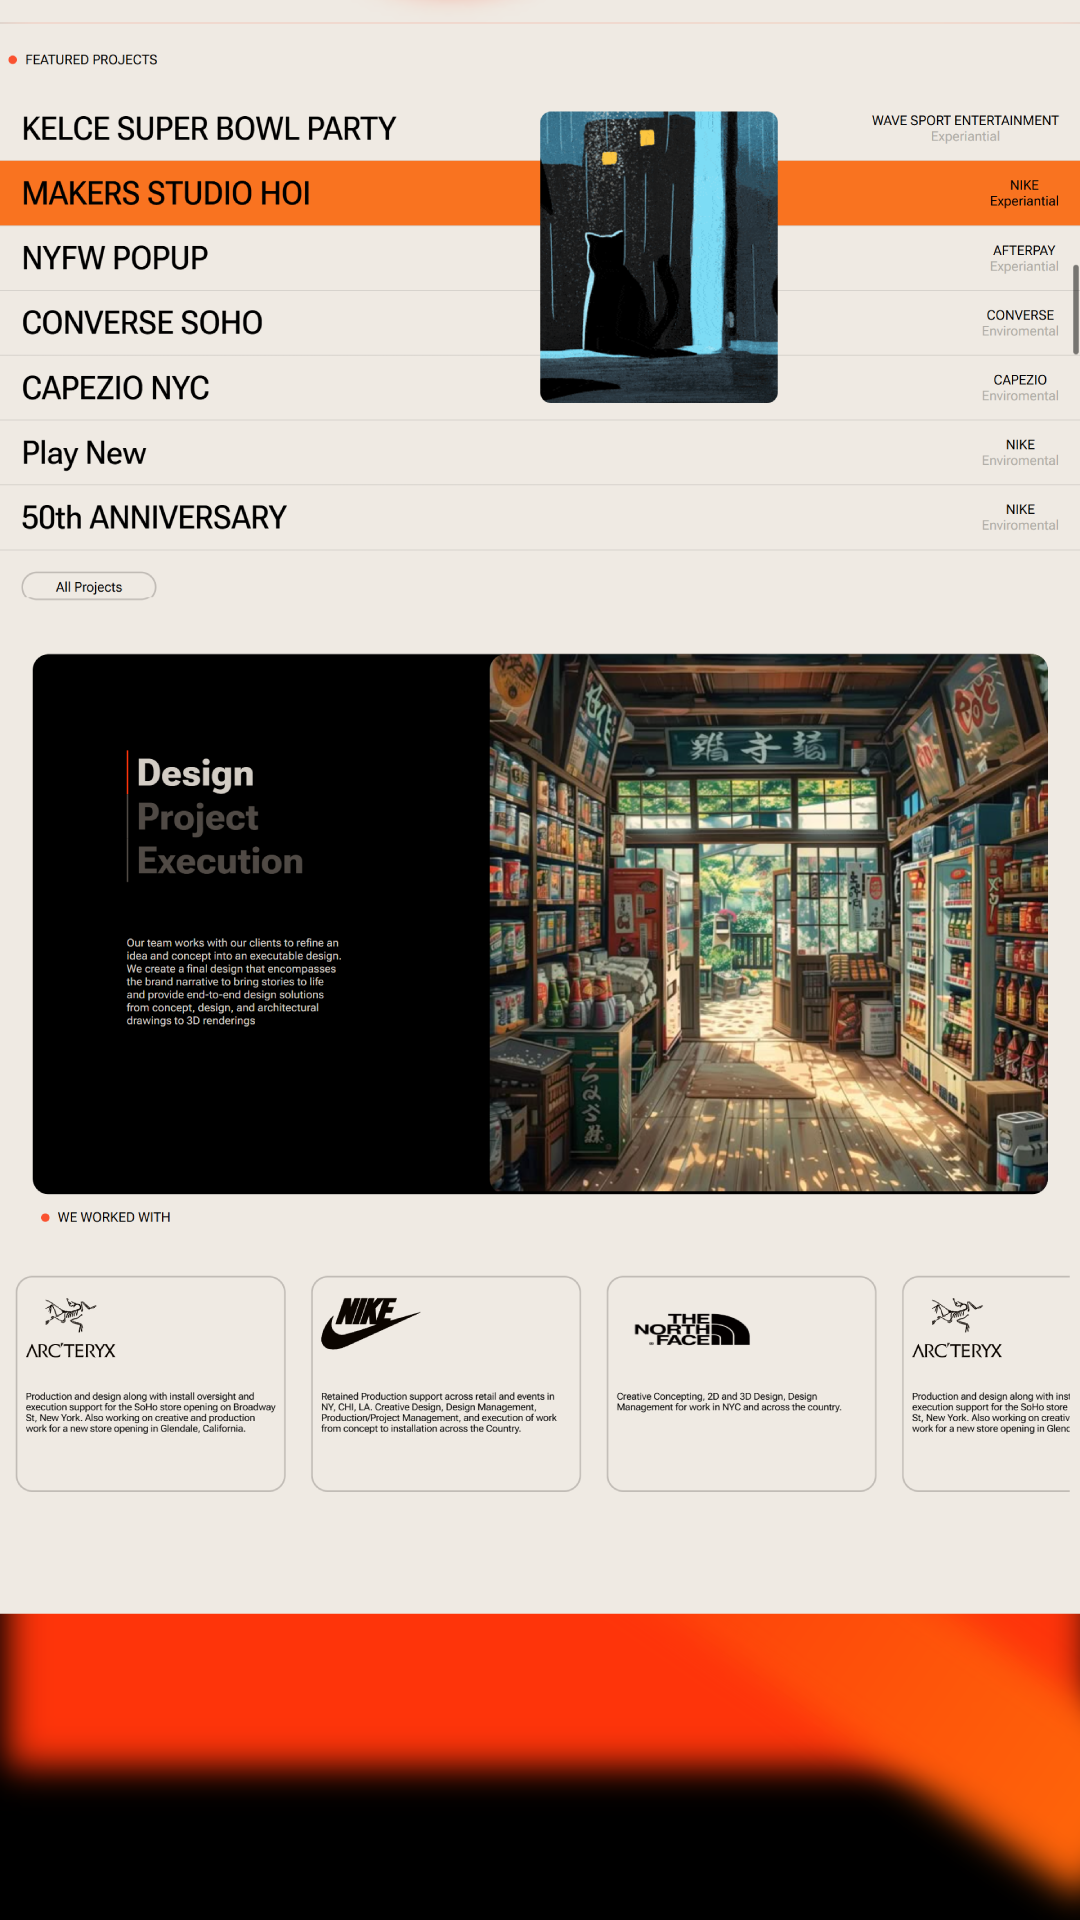 FEATURED PROJECTS
KELCE SUPER BOWL PARTY
WAVE SPORT ENTERTAINMENT
Experiantial
MAKERS STUDIO HOI
NIKE
Experiantial
NYFW POPUP
AFTERPAY
Experiantial
CONVERSE SOHO
CONVERSE
Enviromental
CAPEZIO NYC
CAPEZIO
Enviromental
Play New
NIKE
Enviromental
50th ANNIVERSARY
NIKE
Enviromental
All Projects
Design
Project
Execution
Our team works with our clients to refine an
idea and concept into an executable design.
We create a final design that encompasses
the brand narrative to bring stories to life
and provide end-to-end design solutions
from concept, design, and architectural
drawings to 3D renderings
WE WORKED WITH
ARC'TERYX
Production and design along with install oversight and
execution support for the SoHo store opening on Broadway
St, New York. Also working on creative and production
work for a new store opening in Glendale, California.
NIKE
Retained Production support across retail and events in
NY, CHI, LA. Creative Design, Design Management,
Production/Project Management, and execution of work
from concept to installation across the Country.
THE
NORTH
FACE
Creative Concepting, 2D and 3D Design, Design
Management for work in NYC and across the country.
ARC'TERYX
Production and design along with inst
execution support for the SoHo store
St, New York. Also working on creativ
work for a new store opening in Glenc